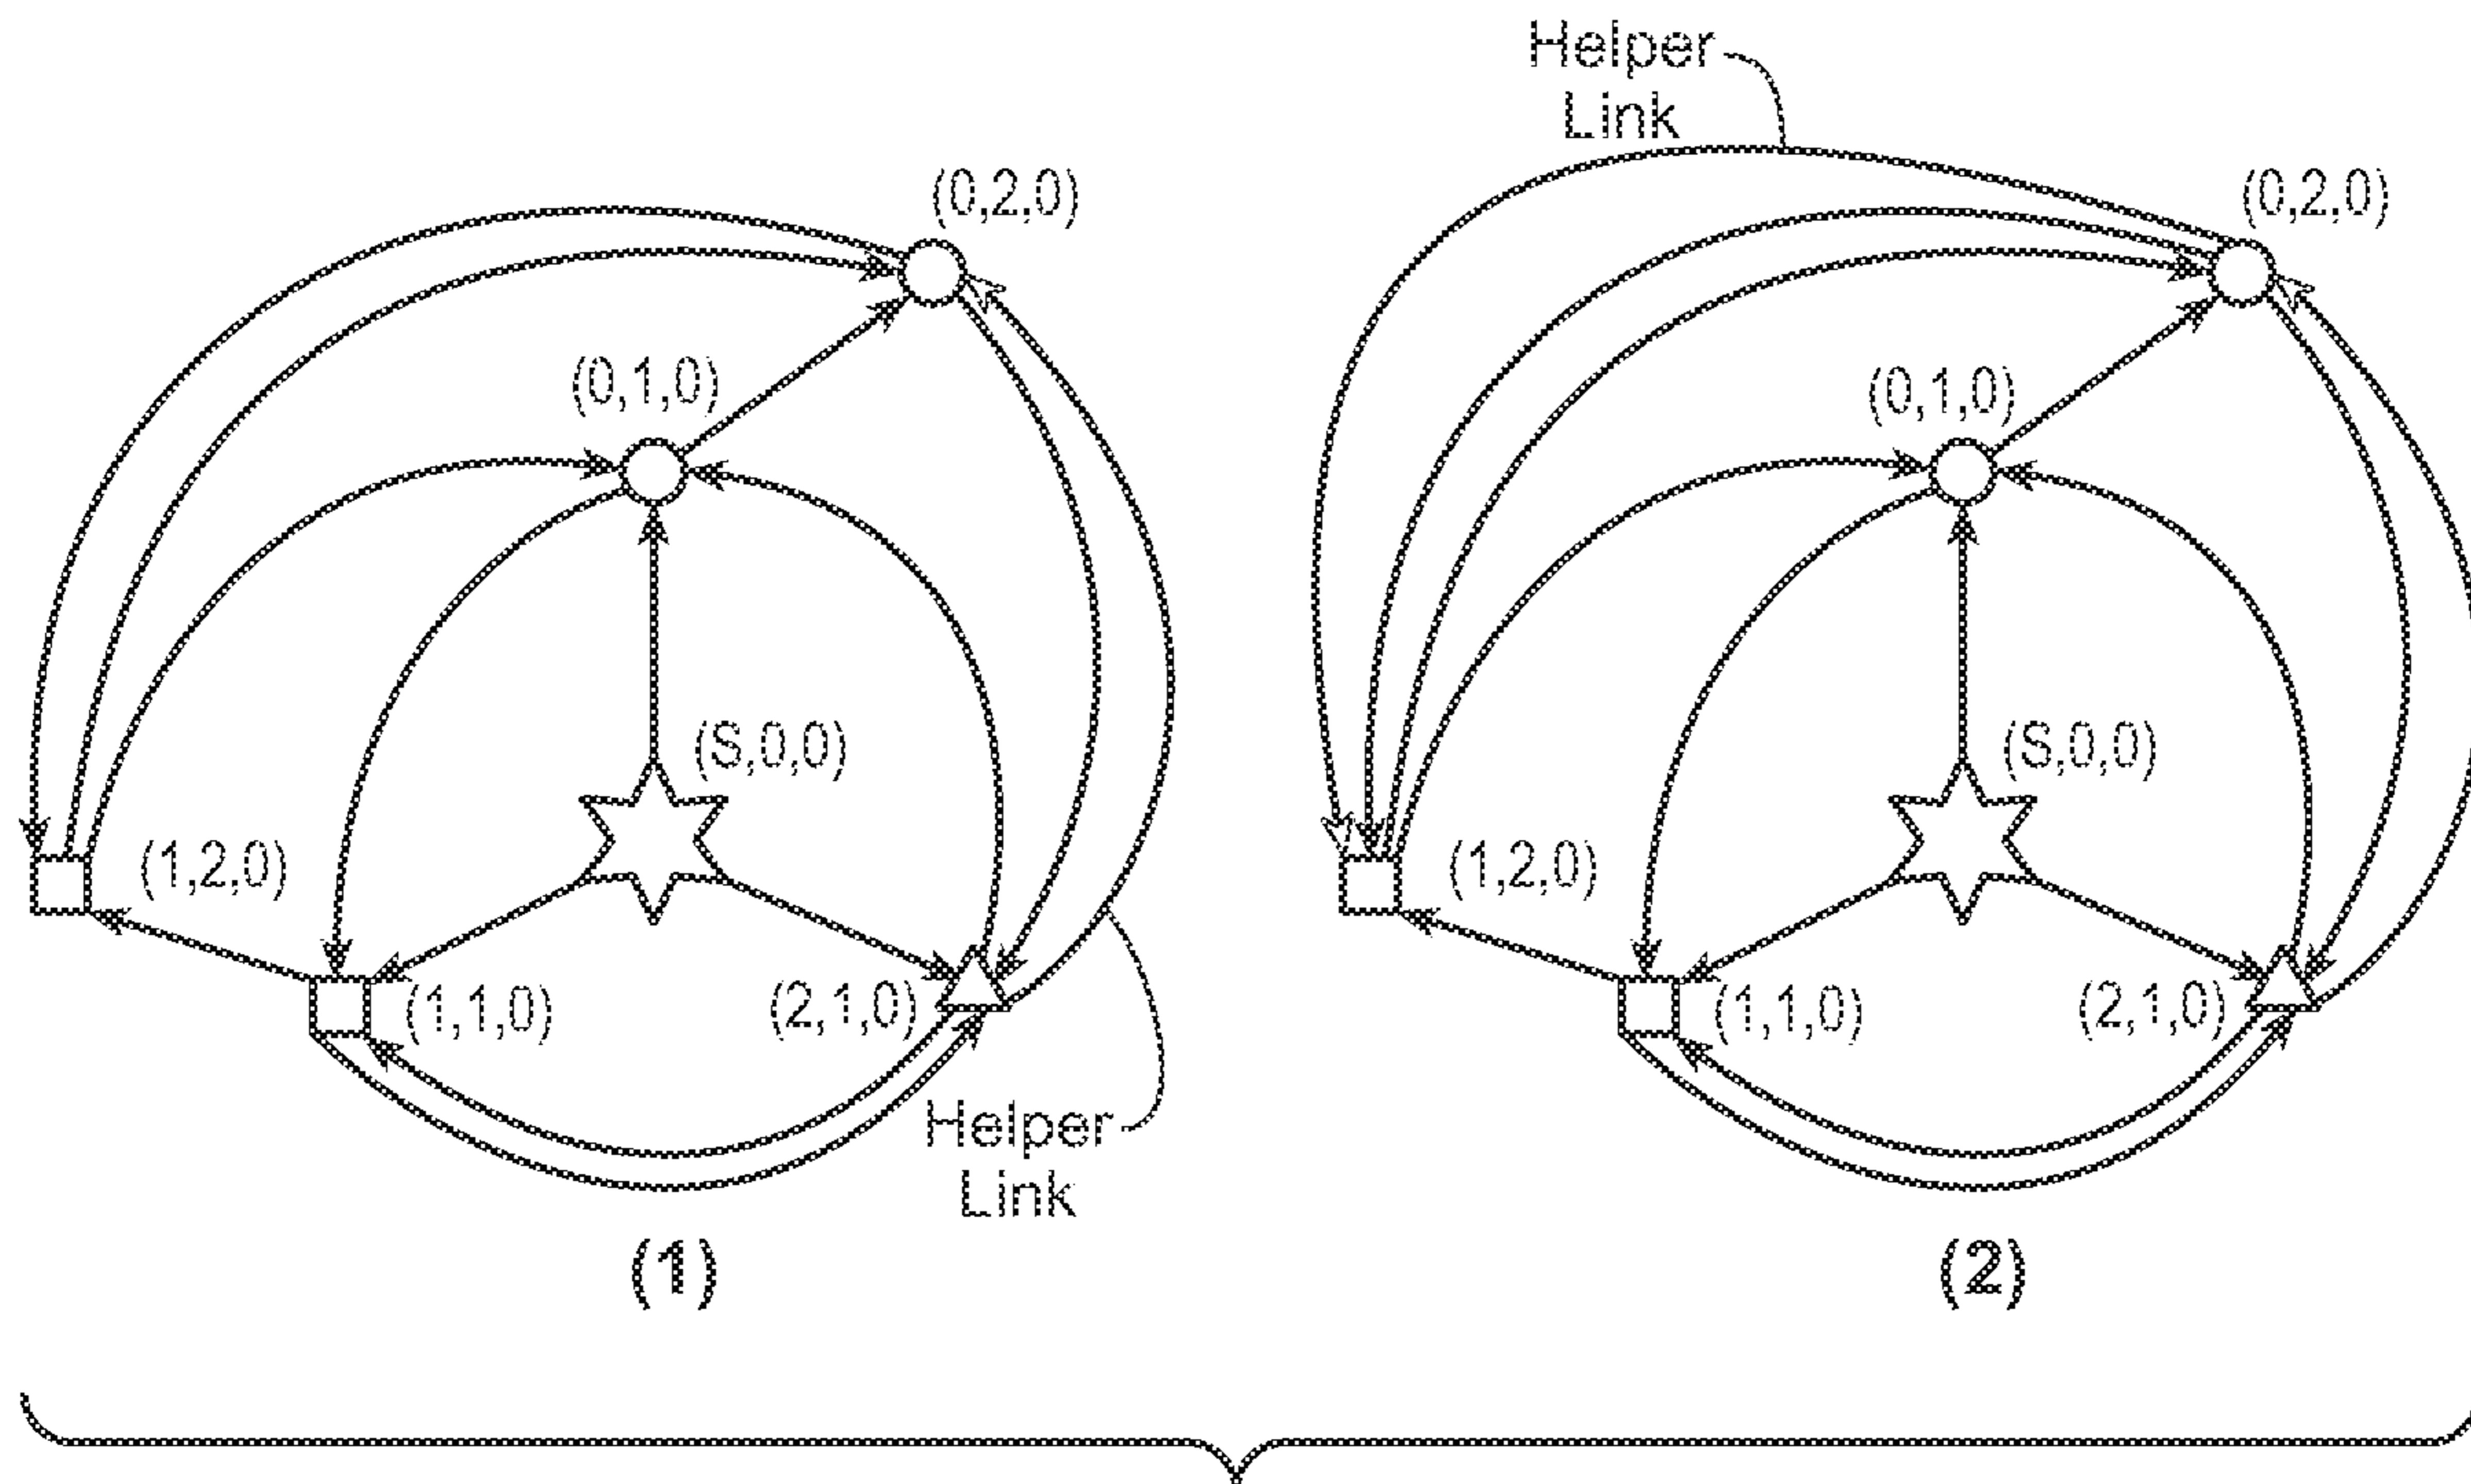 (0,2,0)
(0,1,0)
(S,0,0)
(1,2,0)
(1,1,0)
(2,1,0)
Helper
Link
(1)
Helper
Link
(0,2,0)
(0,1,0)
(S,0,0)
(1,2,0)
(1,1,0)
(2,1,0)
(2)